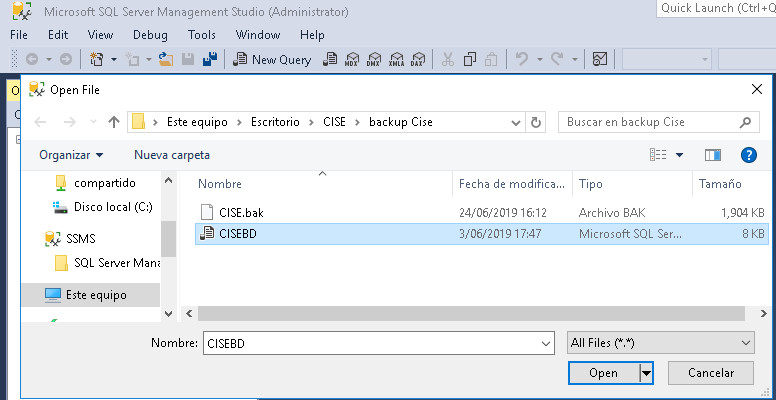 Microsoft SQL Server Management Studio (Administrator)
Quick Launch (Ctrl+Q
File Edit View Debug Tools Window Help
New Query MDX DMX XMLA DAX
Open File
Este equipo Escritorio CISE backup Cise
Buscar en backup Cise
Organizar Nueva carpeta
Nombre Fecha de modifica... Tipo Tamaño
compartido
Disco local (C:)
SSMS
SQL Server Mana
Este equipo
CISE.bak 24/06/2019 16:12 Archivo BAK 1,904 KB
CISEBD 3/06/2019 17:47 Microsoft SQL Ser... 8 KB
Nombre: CISEBD All Files (*.*)
Open Cancelar